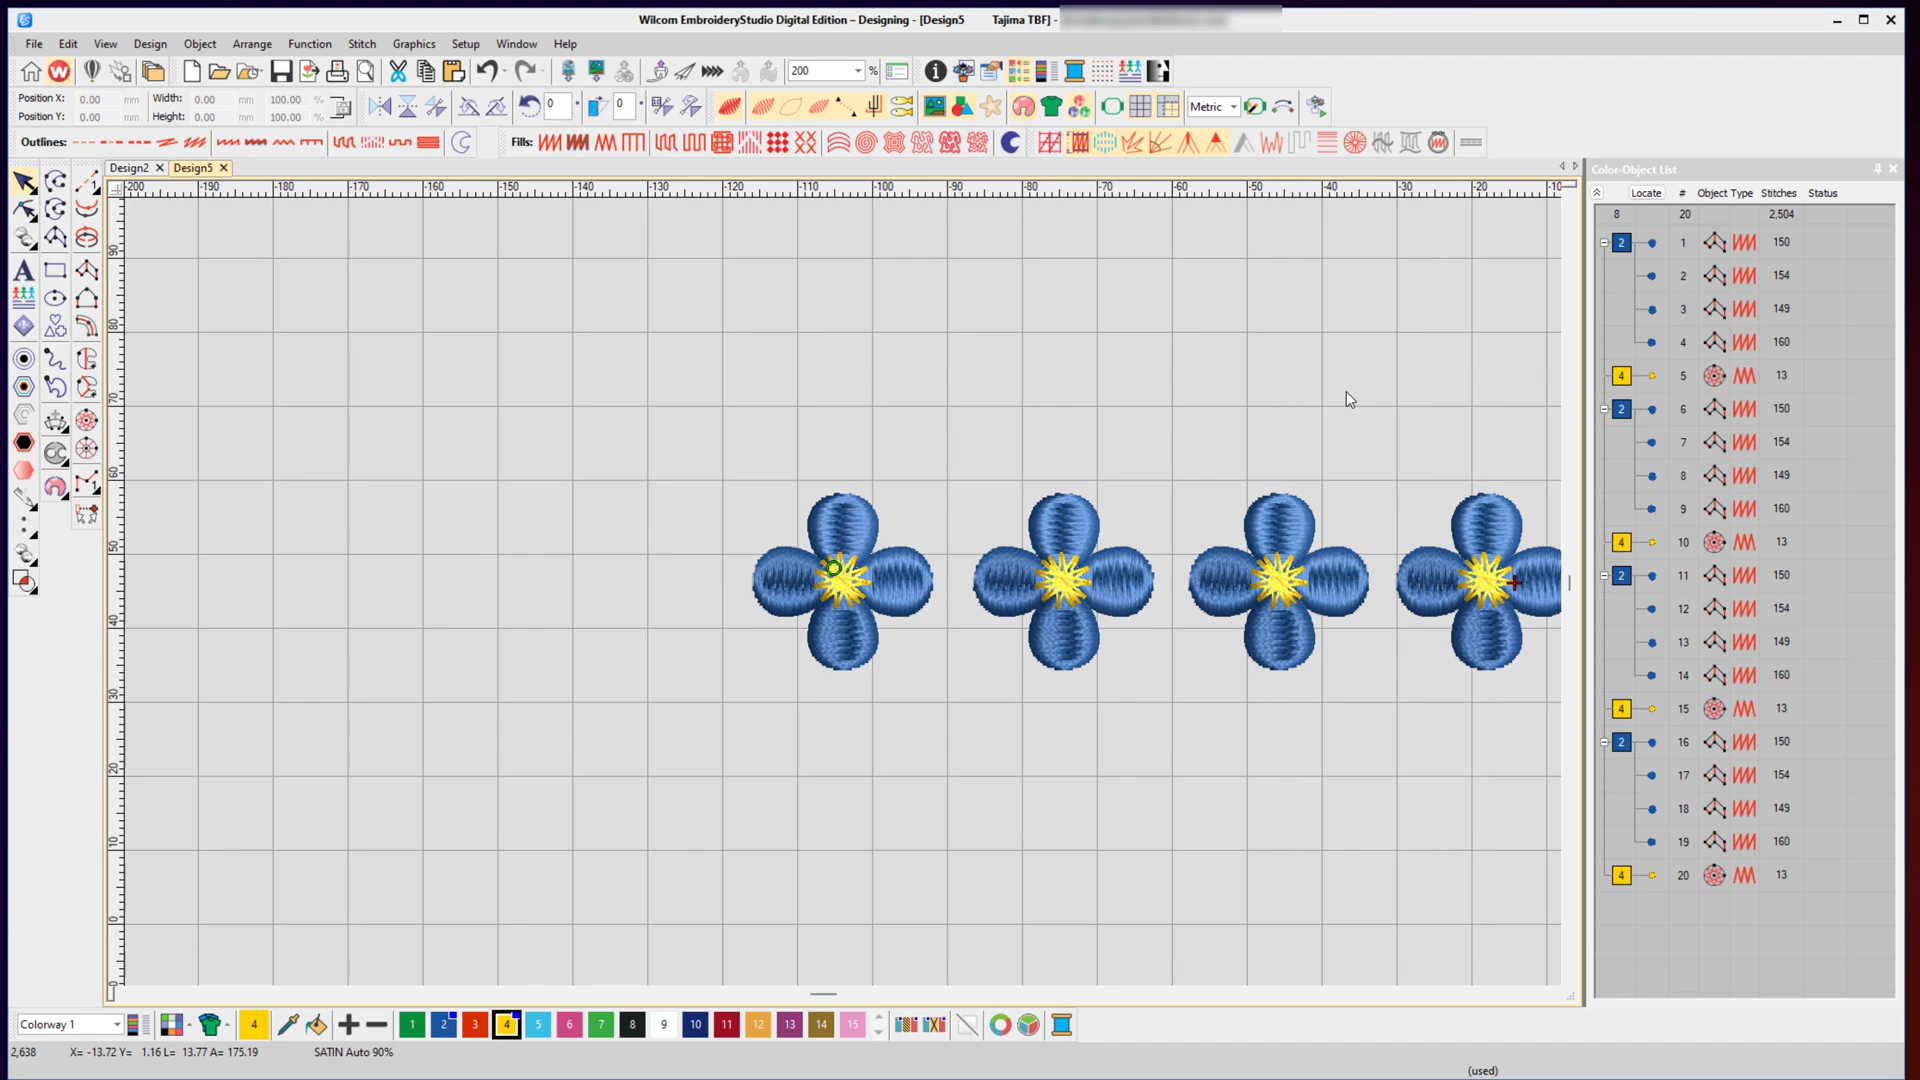 Wilcom EmbroideryStudio Digital Edition – Designing - [Design5 Tajima TBF] -
File Edit View Design Object Arrange Function Stitch Graphics Setup Window Help
200 %
Position X: 0.00 mm Width: 0.00 mm 100.00 %
Position Y: 0.00 mm Height: 0.00 mm 100.00 %
0 0 Metric
Outlines: Fills:
Design2 Design5
Color-Object List
-200 -190 -180 -170 -160 -150 -140 -130 -120 -110 -100 -90 -80 -70 -60 -50 -40 -30 -20 -10
Locate # Object Type Stitches Status
8 20 2,504
2 1 150
2 154
3 149
4 160
4 5 13
2 6 150
7 154
8 149
9 160
4 10 13
2 11 150
12 154
13 149
14 160
4 15 13
2 16 150
17 154
18 149
19 160
4 20 13
90
80
70
60
50
40
30
20
10
0
Colorway 1 4 1 2 3 4 5 6 7 8 9 10 11 12 13 14 15
2,638 X= -13.72 Y= 1.16 L= 13.77 A= 175.19 SATIN Auto 90%
(used)